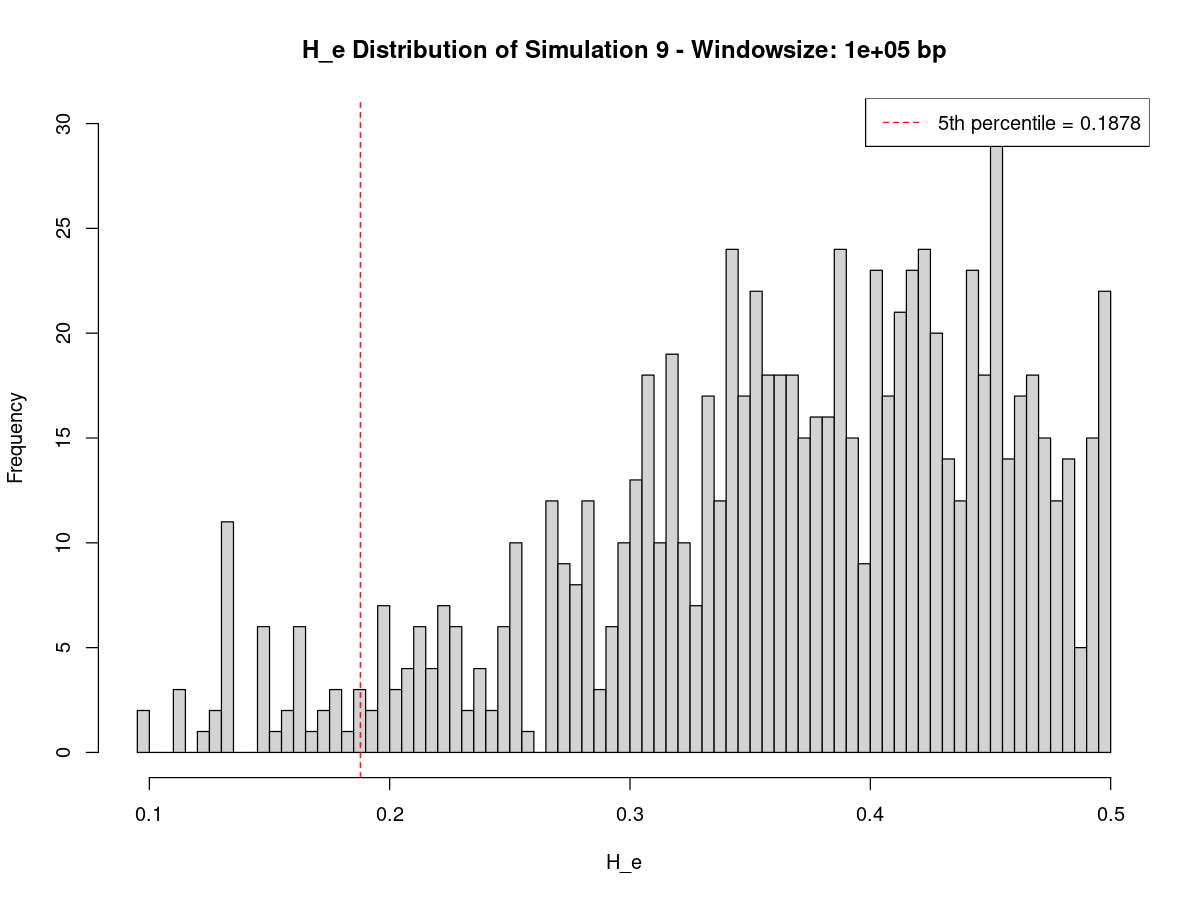 H_e Distribution of Simulation 9 - Windowsize: 1e+05 bp
5th percentile = 0.1878
30
25
20
15
10
5
0
Frequency
0.1 0.2 0.3 0.4 0.5
H_e